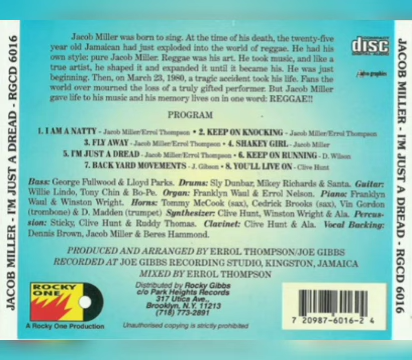 JACOB MILLER - I'M JUST A DREAD - RGCD 6016
Jacob Miller was born to sing. At the time of his death, the twenty-five
year old Jamaican had just exploded into the world of reggae. He had his
own style: pure Jacob Miller. Reggae was his art. He took music, and like a
true artist, he shaped it and expanded it until it became his. He was just
beginning. Then, on March 23, 1980, a tragic accident took his life. Fans the
world over mourned the loss of a truly gifted performer. But Jacob Miller
gave life to his music and his memory lives on in one word: REGGAE!!
disc
PROGRAM
1. I AM A NATTY - Jacob Miller/Errol Thompson • 2. KEEP ON KNOCKING - Jacob Miller/Errol Thompson
3. FLY AWAY - Jacob Miller/Errol Thompson • 4. SHAKEY GIRL - Jacob Miller
5. I'M JUST A DREAD - Jacob Miller/Errol Thompson • 6. KEEP ON RUNNING - D. Wilson
7. BACK YARD MOVEMENTS - J. Gibson • 8. YOU'LL LIVE ON - Clive Hunt
Bass: George Fullwood & Lloyd Parks. Drums: Sly Dunbar, Mikey Richards & Santa. Guitar:
Willie Lindo, Tony Chin & Bo-Pe. Organ: Franklyn Waul & Errol Nelson. Piano: Franklyn
Waul & Winston Wright. Horns: Tommy McCook (sax), Cedrick Brooks (sax), Vin Gordon
(trombone) & D. Madden (trumpet) Synthesizer: Clive Hunt, Winston Wright & Ala. Percus-
sion: Sticky, Clive Hunt & Ruddy Thomas. Clavinet: Clive Hunt & Ala. Vocal Backing:
Dennis Brown, Jacob Miller & Beres Hammond.
PRODUCED AND ARRANGED BY ERROL THOMPSON/JOE GIBBS
RECORDED AT JOE GIBBS RECORDING STUDIO, KINGSTON, JAMAICA
MIXED BY ERROL THOMPSON
ROCKY
ONE
A Rocky One Production
Distributed by Rocky Gibbs
c/o Park Heights Records
317 Utica Ave.
Brooklyn, N.Y. 11213
(718) 773-2891
Unauthorised copying is strictly prohibited
7 20987-6016-2 4
JACOB MILLER - I'M JUST A DREAD - RGCD 6016